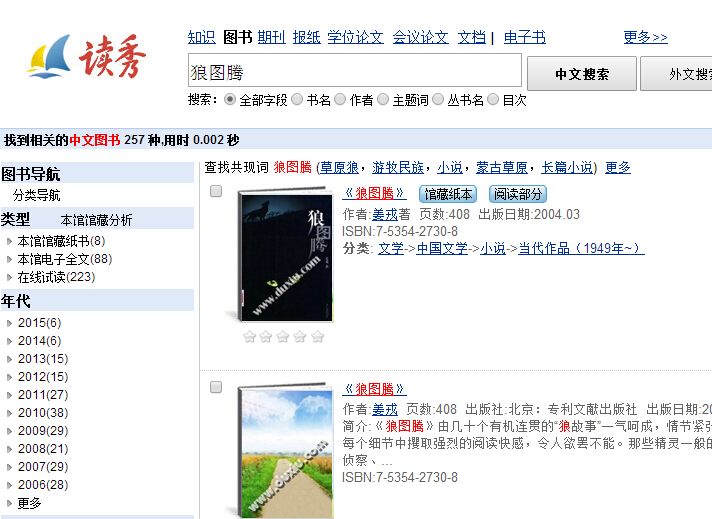 读秀
知识 图书 期刊 报纸 学位论文 会议论文 文档 | 电子书 更多>>
狼图腾 中文搜索 外文搜
搜索： 全部字段 书名 作者 主题词 丛书名 目次
找到相关的中文图书 257 种,用时 0.002 秒
图书导航
分类导航
类型 本馆馆藏分析
本馆馆藏纸书(8)
本馆电子全文(88)
在线试读(223)
年代
2015(6)
2014(6)
2013(15)
2012(15)
2011(27)
2010(38)
2009(29)
2008(21)
2007(29)
2006(28)
更多
查找共现词 狼图腾 (草原狼，游牧民族，小说，蒙古草原，长篇小说) 更多
《狼图腾》 馆藏纸本 阅读部分
作者:姜戎著 页数:408 出版日期:2004.03
ISBN:7-5354-2730-8
分类: 文学->中国文学->小说->当代作品（1949年~）
狼图腾
www.duxiu.com
《狼图腾》
作者:姜戎 页数:408 出版社:北京：专利文献出版社 出版日期:20
简介:《狼图腾》由几十个有机连贯的“狼故事”一气呵成，情节紧
每个细节中攫取强烈的阅读快感，令人欲罢不能。那些精灵一般的
侦察、...
ISBN:7-5354-2730-8